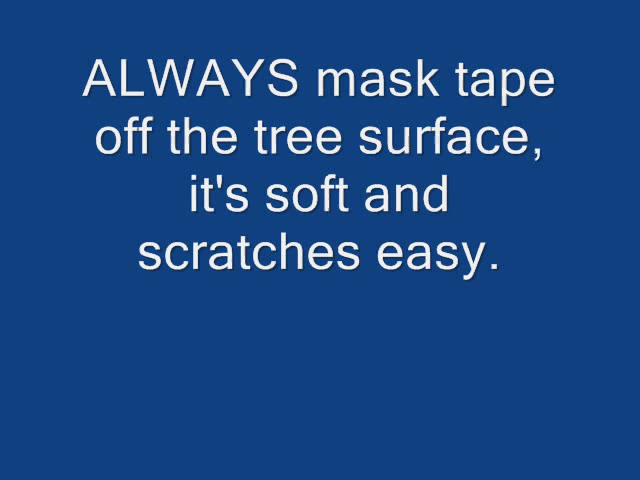 ALWAYS mask tape
off the tree surface,
it's soft and
scratches easy.